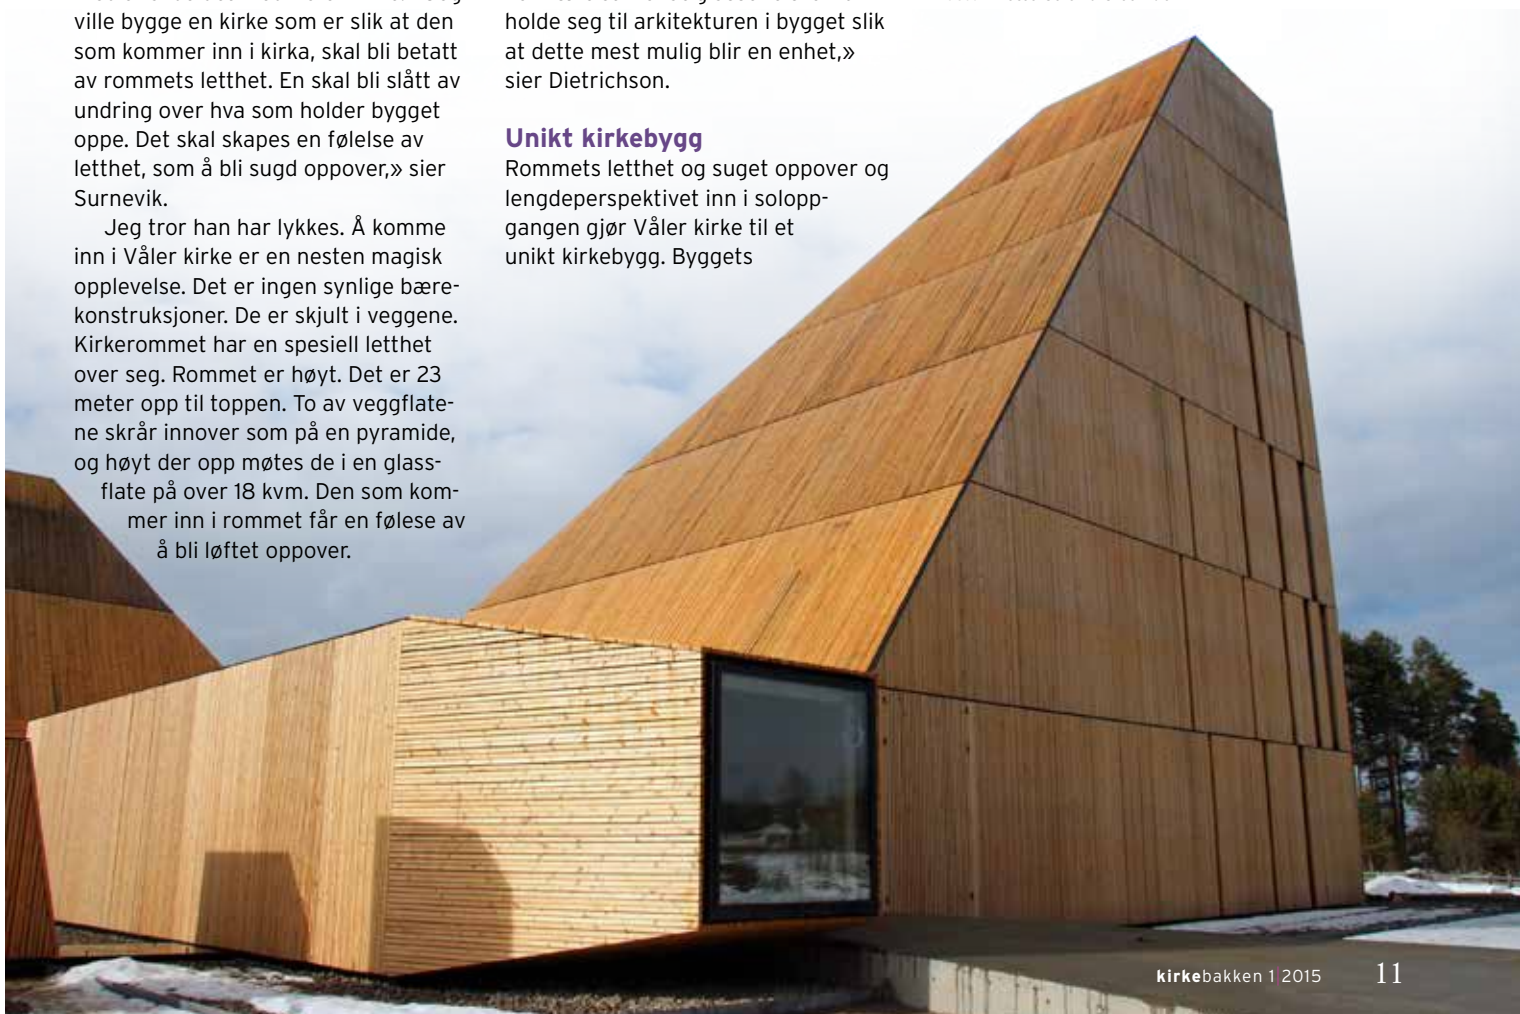 ville bygge en kirke som er slik at den
som kommer inn i kirka, skal bli betatt
av rommets letthet. En skal bli slått av
undring over hva som holder bygget
oppe. Det skal skapes en følelse av
letthet, som å bli sugd oppover,» sier
Surnevik.
Jeg tror han har lykkes. Å komme
inn i Våler kirke er en nesten magisk
opplevelse. Det er ingen synlige bære-
konstruksjoner. De er skjult i veggene.
Kirkerommet har en spesiell letthet
over seg. Rommet er høyt. Det er 23
meter opp til toppen. To av veggflate-
ne skrår innover som på en pyramide,
og høyt der opp møtes de i en glass-
flate på over 18 kvm. Den som kom-
mer inn i rommet får en følese av
å bli løftet oppover.
holde seg til arkitekturen i bygget slik
at dette mest mulig blir en enhet,»
sier Dietrichson.
Unikt kirkebygg
Rommets letthet og suget oppover og
lengdeperspektivet inn i solopp-
gangen gjør Våler kirke til et
unikt kirkebygg. Byggets
kirkebakken 1|2015 11